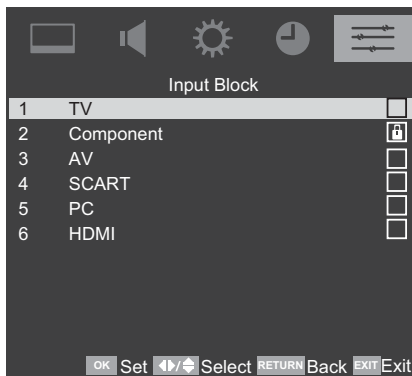 Input Block
1 TV
2 Component
3 AV
4 SCART
5 PC
6 HDMI
OK Set / Select RETURN Back EXIT Exit